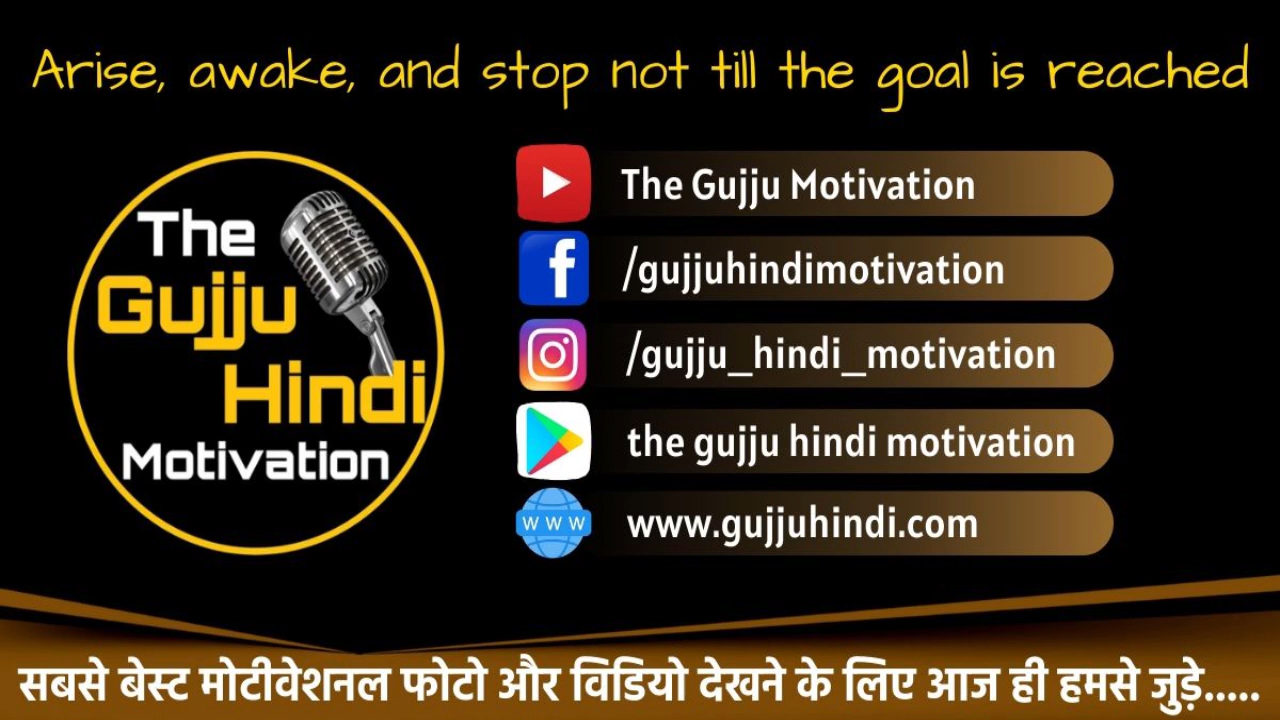 Arise, awake, and stop not till the goal is reached
The
Gujju
Hindi
Motivation
The Gujju Motivation
/gujjuhindimotivation
/gujju_hindi_motivation
the gujju hindi motivation
W W W
www.gujjuhindi.com
सबसे बेस्ट मोटीवेशनल फोटो और विडियो देखने के लिए आज ही हमसे जुड़े.....